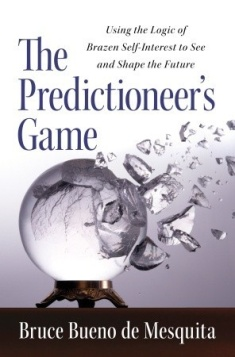 Using the Logic of
Brazen Self-Interest to See
and Shape the Future
The
Predictioneer's
Game
Bruce Bueno de Mesquita